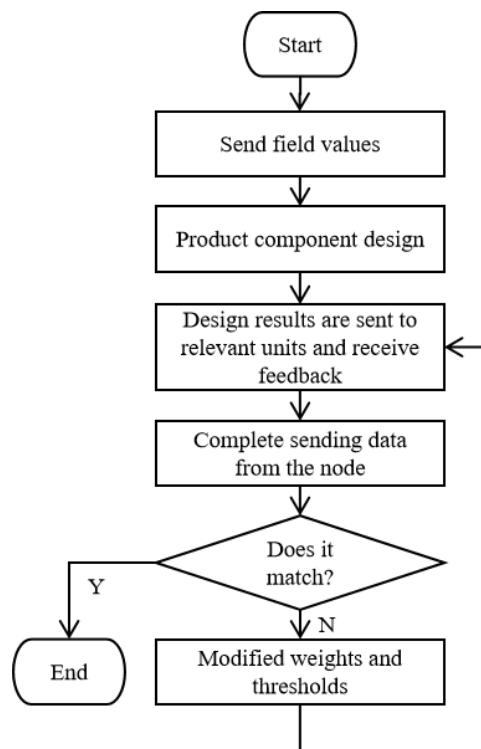 Start
Send field values
Product component design
Design results are sent to
relevant units and receive
feedback
Complete sending data
from the node
Does it
match?
Y
N
End
Modified weights and
thresholds